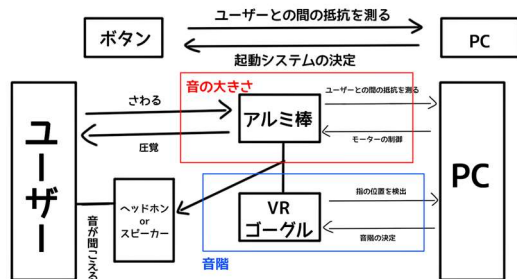 ユーザーとの間の抵抗を測る
ボタン
PC
起動システムの決定
音の大きさ
ユーザーとの間の抵抗を測る
さわる
アルミ棒
圧覚
モーターの制御
ユーザー
PC
ヘッドホン
or
スピーカー
VR
ゴーグル
指の位置を検出
音階の決定
音が聞こえる
音階